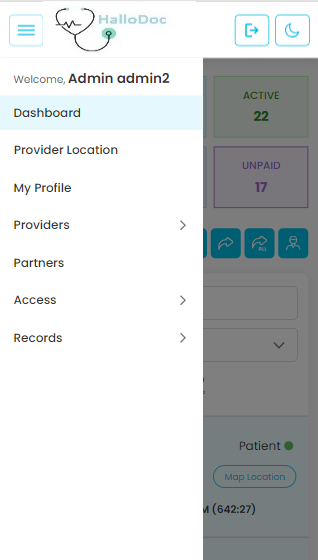 HalloDoc
Welcome, Admin admin2
Dashboard
Provider Location
My Profile
Providers
Partners
Access
Records
ACTIVE
22
UNPAID
17
ALL
Patient
Map Location
(642:27)